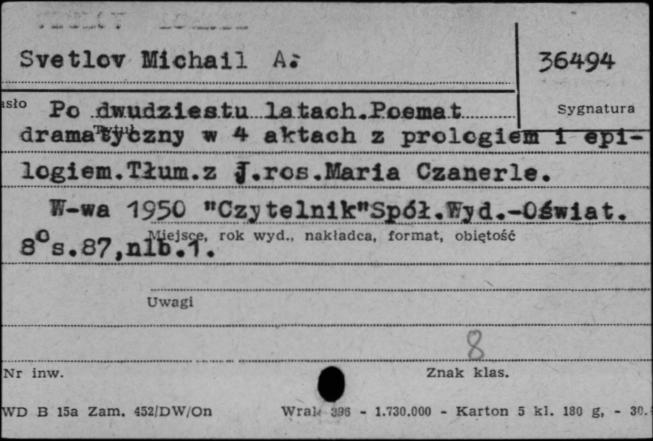 Svetlov Michail A.
36494
asło
Sygnatura
Po dwudziestu latach.Poemat
Tytuł
dramatyczny w 4 aktach z prologiem i epi-
logiem.Tłum.z J.ros.Maria Czanerle.
W-wa 1950 "Czytelnik"Spół.Wyd.-Oświat.
Miejsce, rok wyd., nakładca, format, objętość
8° s.87,nlb.1.
Uwagi
8
Nr inw.
Znak klas.
WD B 15a Zam. 452/DW/On
396 - 1.730.000 - Karton 5 kl. 180 g, - 30.